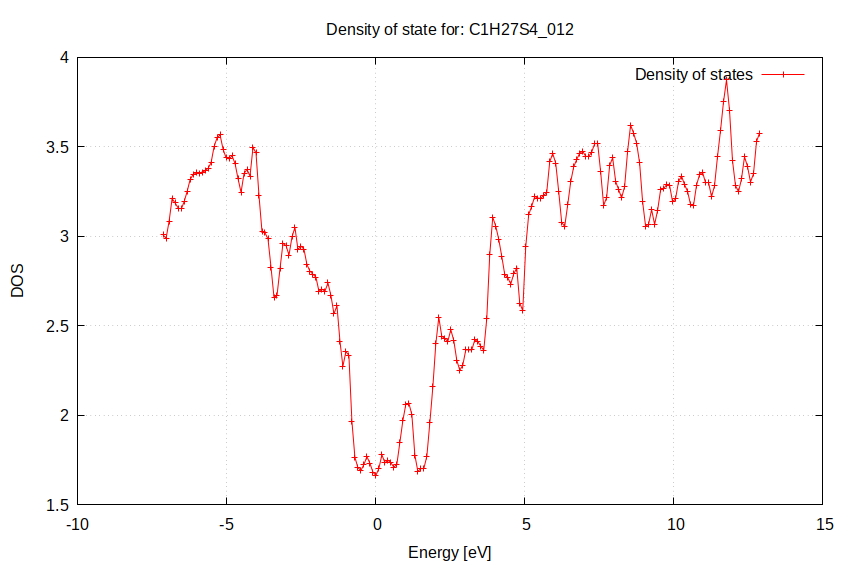 Density of state for: C1H27S4_012
Density of states
4
3.5
3
2.5
2
1.5
DOS
-10 -5 0 5 10 15
Energy [eV]